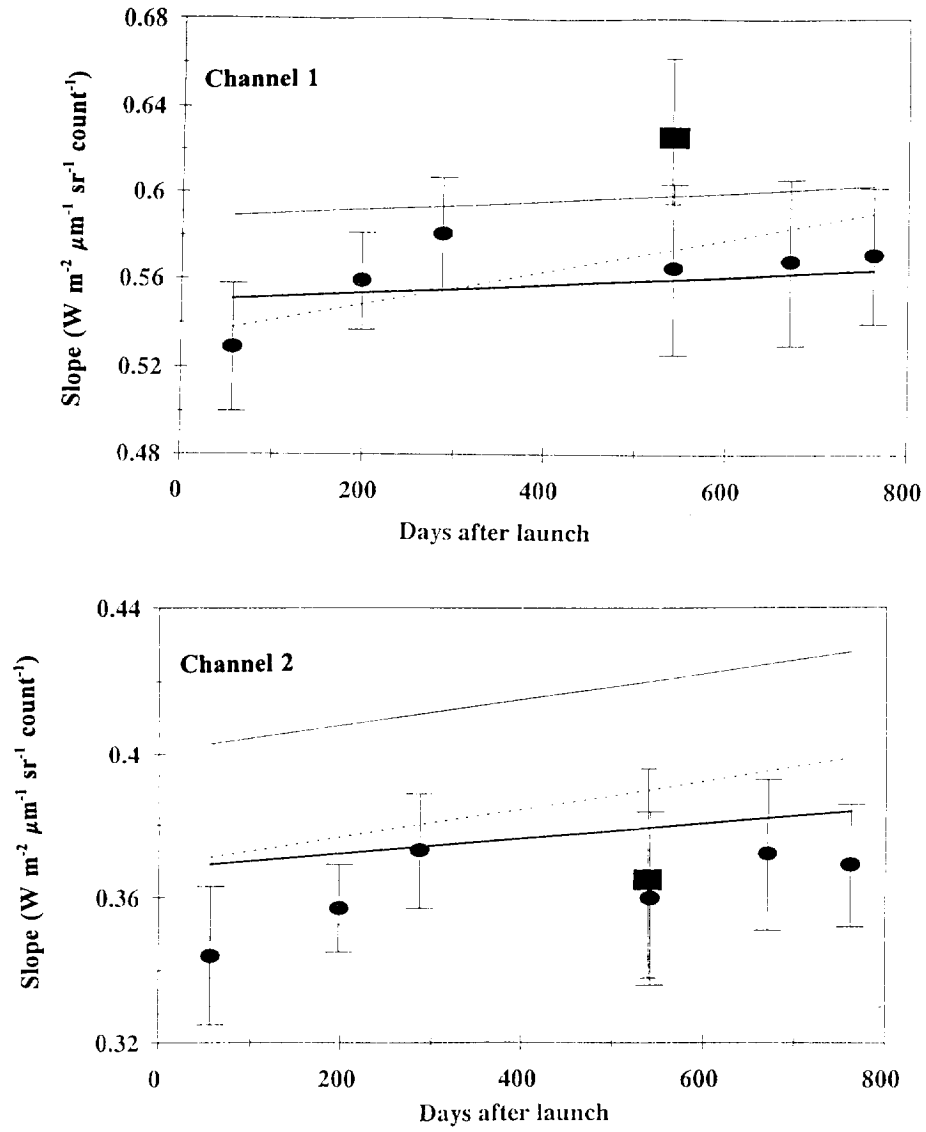 0.68
Channel 1
0.64
0.6
0.56
0.52
0.48
Slope (W m⁻² μm⁻¹ sr⁻¹ count⁻¹)
0 200 400 600 800
Days after launch
0.44
Channel 2
0.4
0.36
0.32
Slope (W m⁻² μm⁻¹ sr⁻¹ count⁻¹)
0 200 400 600 800
Days after launch